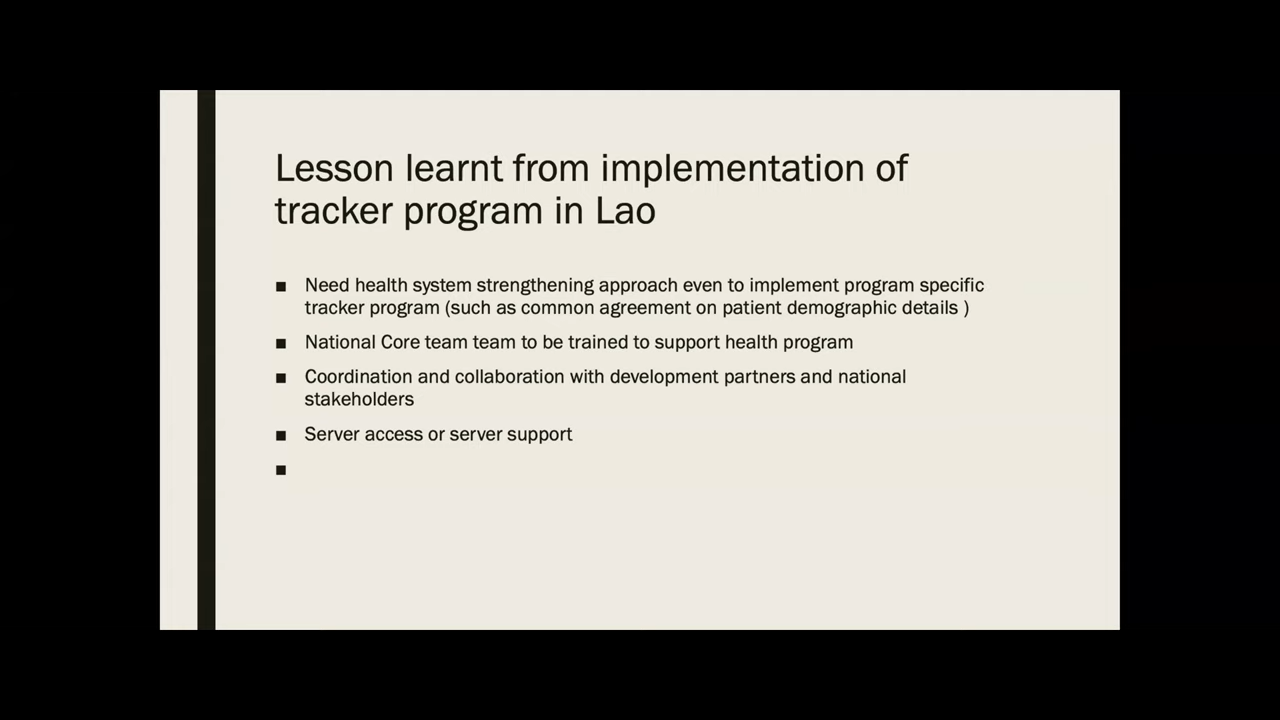 Lesson learnt from implementation of
tracker program in Lao
■ Need health system strengthening approach even to implement program specific
tracker program (such as common agreement on patient demographic details )
■ National Core team team to be trained to support health program
■ Coordination and collaboration with development partners and national
stakeholders
■ Server access or server support
■